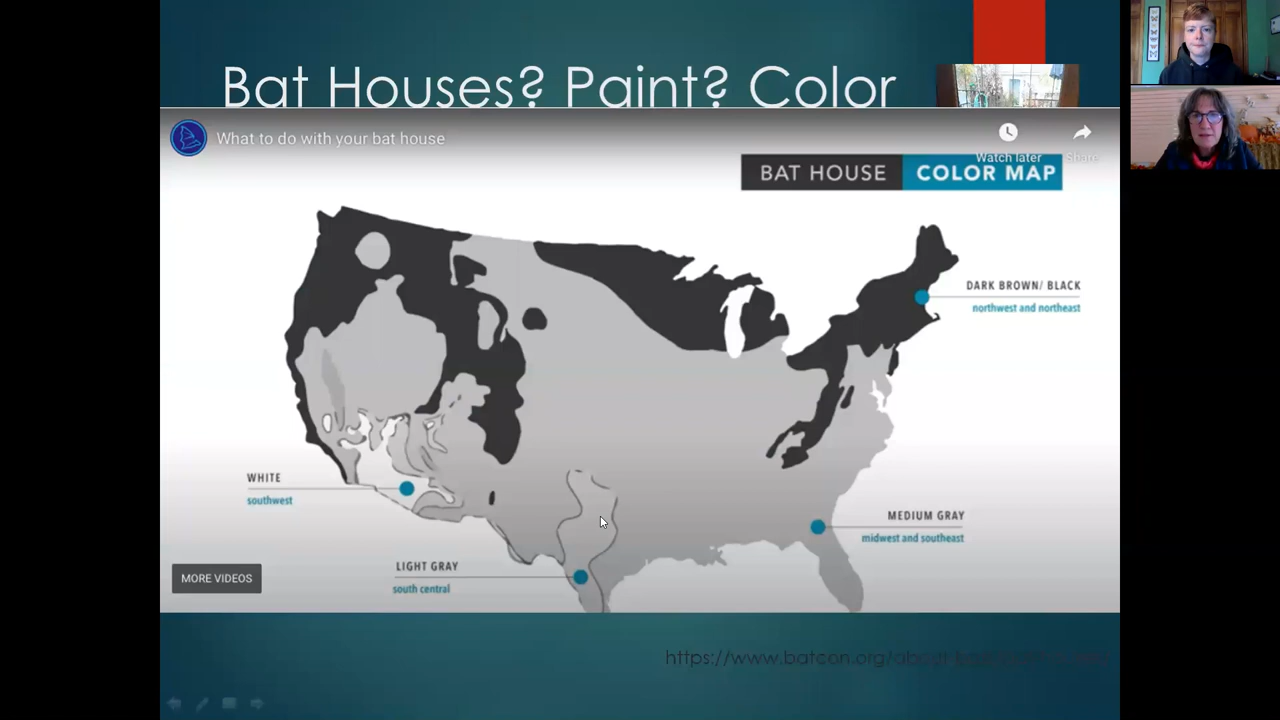 Bat Houses? Paint? Color
What to do with your bat house
Watch later
Share
BAT HOUSE COLOR MAP
DARK BROWN/ BLACK
northwest and northeast
WHITE
southwest
MEDIUM GRAY
midwest and southeast
LIGHT GRAY
south central
MORE VIDEOS
https://www.batcon.org/about